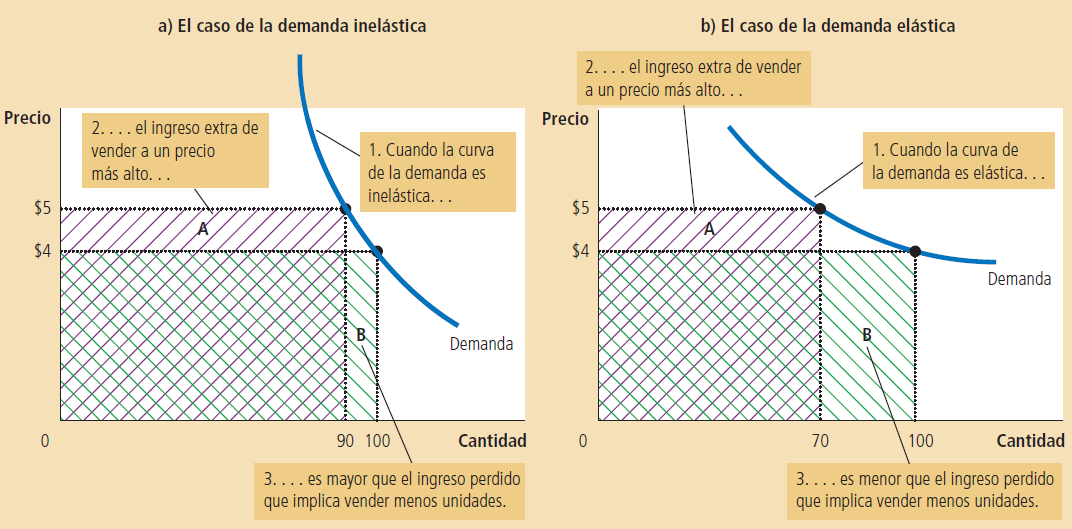 a) El caso de la demanda inelástica
Precio
2. . . . el ingreso extra de
vender a un precio
más alto. . .
1. Cuando la curva
de la demanda es
inelástica. . .
$5
A
$4
B
Demanda
0
90
100
Cantidad
3. . . . es mayor que el ingreso perdido
que implica vender menos unidades.
b) El caso de la demanda elástica
2. . . . el ingreso extra de vender
a un precio más alto. . .
Precio
1. Cuando la curva de
la demanda es elástica. . .
$5
A
$4
Demanda
B
0
70
100
Cantidad
3. . . . es menor que el ingreso perdido
que implica vender menos unidades.